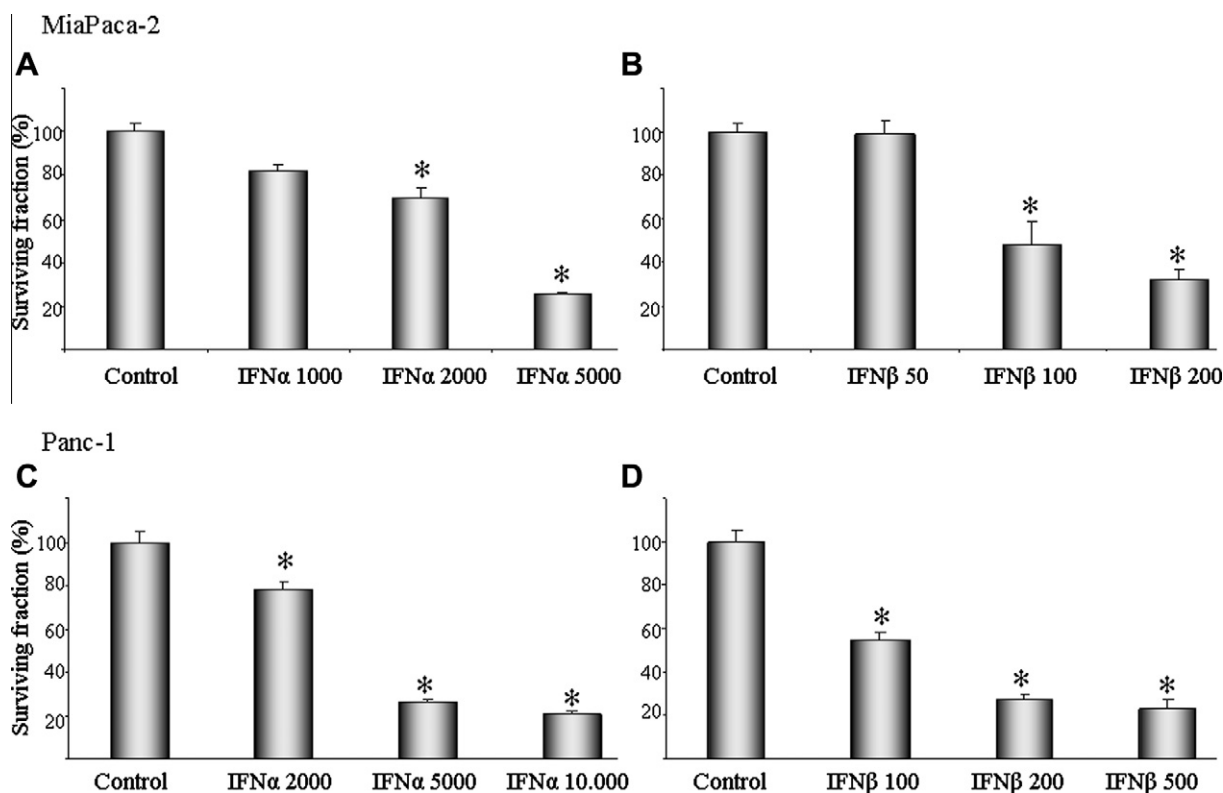 MiaPaca-2
A
B
Surviving fraction (%)
100
80
60
40
20
*
*
Control
IFNα 1000
IFNα 2000
IFNα 5000
100
80
60
40
20
*
*
Control
IFNβ 50
IFNβ 100
IFNβ 200
Panc-1
C
D
Surviving fraction (%)
100
80
60
40
20
*
*
*
Control
IFNα 2000
IFNα 5000
IFNα 10.000
100
80
60
40
20
*
*
*
Control
IFNβ 100
IFNβ 200
IFNβ 500